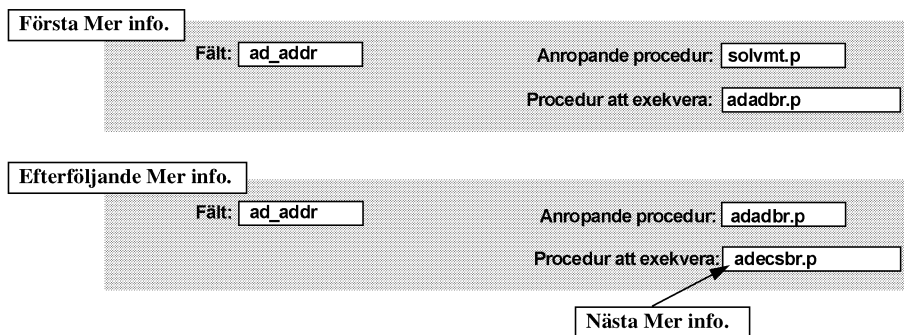 Första Mer info.
Fält: ad_addr Anropande procedur: solvmt.p
Procedur att exekvera: adadbr.p
Efterföljande Mer info.
Fält: ad_addr Anropande procedur: adadbr.p
Procedur att exekvera: adecsbr.p
Nästa Mer info.